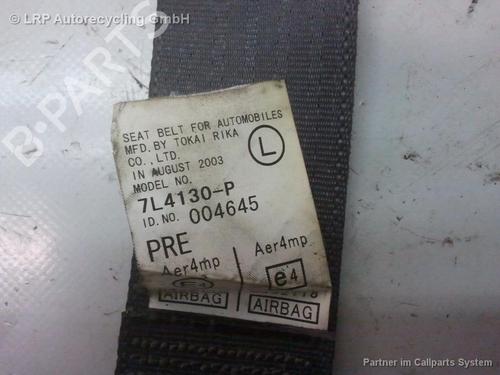 © LRP Autorecycling GmbH
B-PARTS
SEAT BELT FOR AUTOMOBILES
MFD. BY TOKAI RIKA
CO., LTD.
IN AUGUST 2003
MODEL NO.
7L4130-P
ID. NO. 004645
L
PRE
Aer4mp
Aer4mp
E4
e4
AIRBAG
AIRBAG
Partner im Callparts System